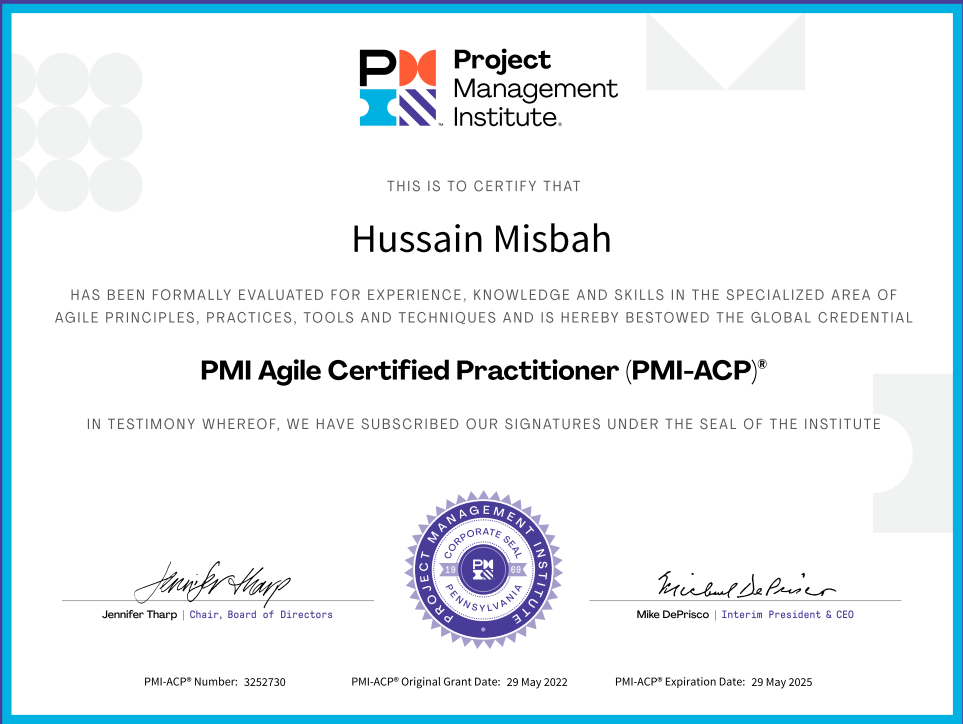 Project
Management
Institute®
™
THIS IS TO CERTIFY THAT
Hussain Misbah
HAS BEEN FORMALLY EVALUATED FOR EXPERIENCE, KNOWLEDGE AND SKILLS IN THE SPECIALIZED AREA OF
AGILE PRINCIPLES, PRACTICES, TOOLS AND TECHNIQUES AND IS HEREBY BESTOWED THE GLOBAL CREDENTIAL
PMI Agile Certified Practitioner (PMI-ACP)®
IN TESTIMONY WHEREOF, WE HAVE SUBSCRIBED OUR SIGNATURES UNDER THE SEAL OF THE INSTITUTE
PROJECT MANAGEMENT INSTITUTE
CORPORATE SEAL
19 69
PENNSYLVANIA
Jennifer Tharp
Michael DePrisco
Jennifer Tharp | Chair, Board of Directors
Mike DePrisco | Interim President & CEO
PMI-ACP® Number: 3252730
PMI-ACP® Original Grant Date: 29 May 2022
PMI-ACP® Expiration Date: 29 May 2025